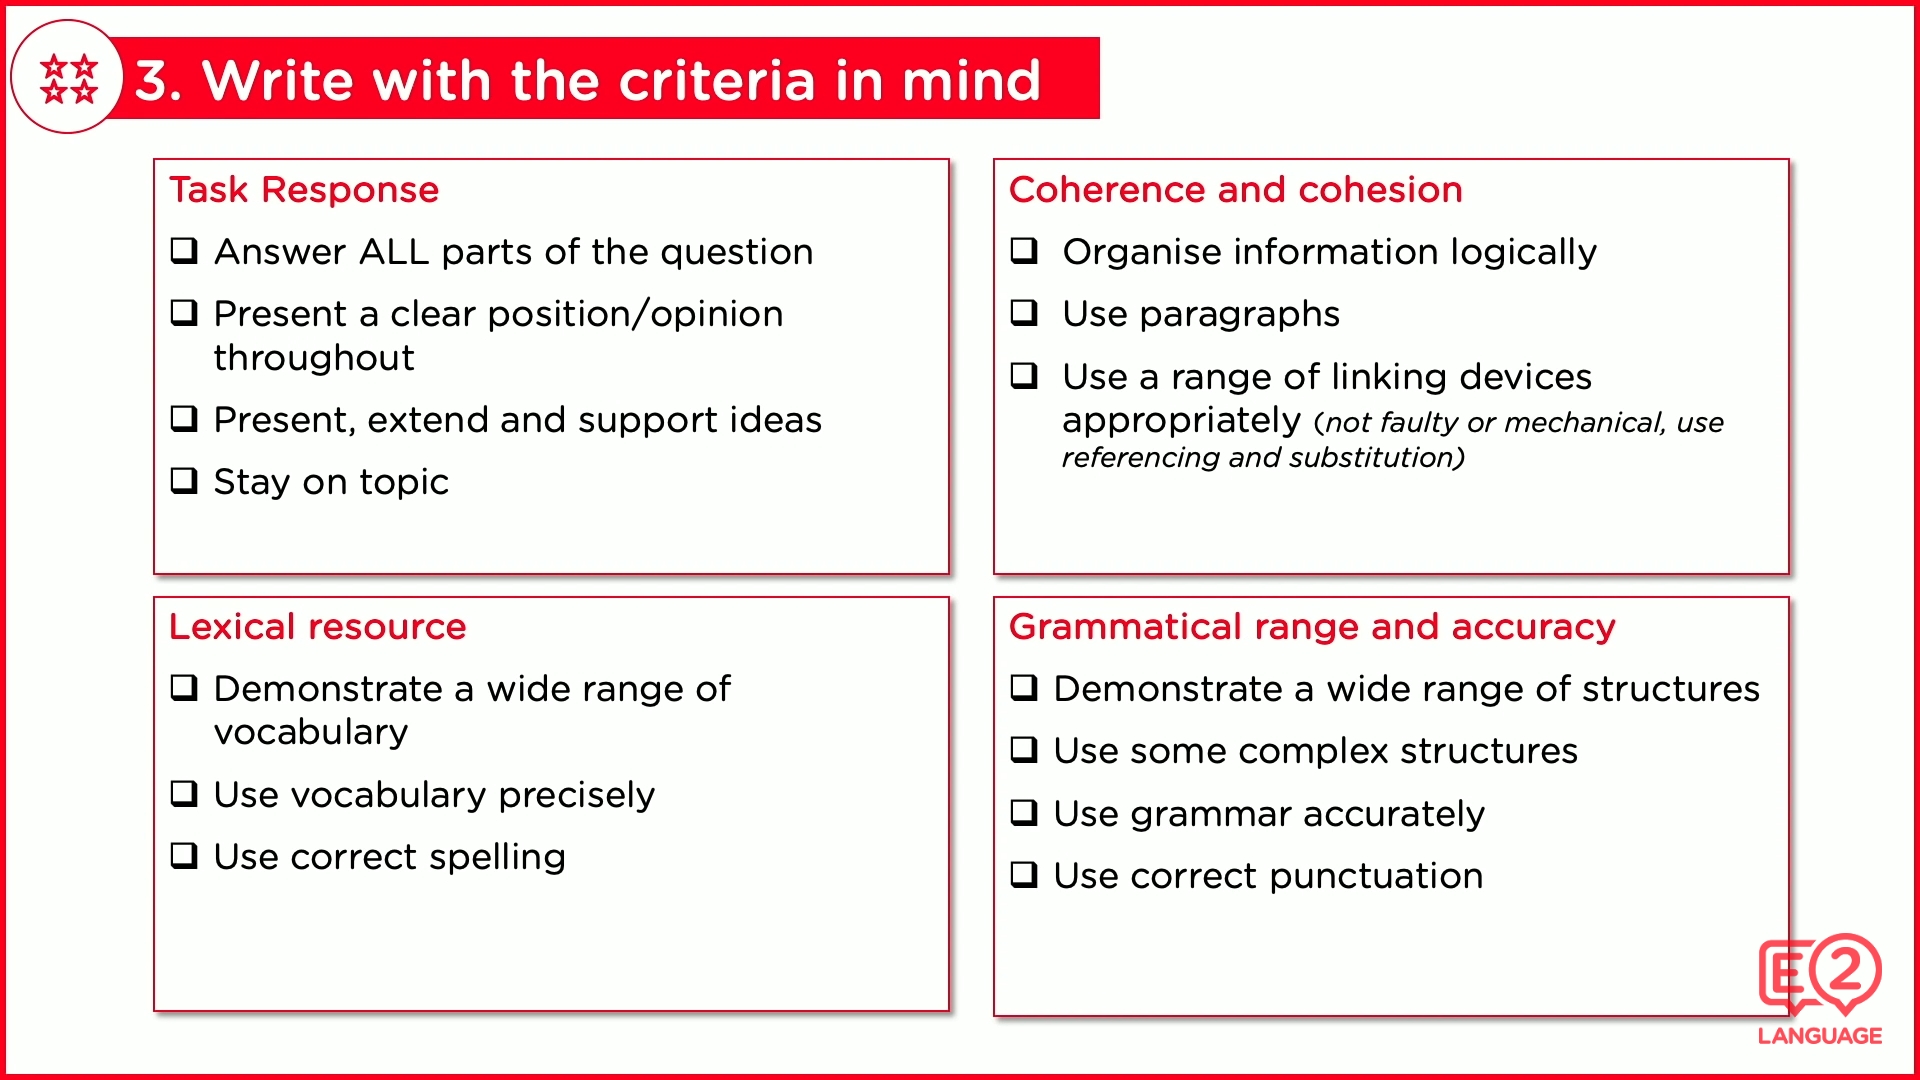 3. Write with the criteria in mind
Task Response
❑ Answer ALL parts of the question
❑ Present a clear position/opinion
throughout
❑ Present, extend and support ideas
❑ Stay on topic
Coherence and cohesion
❑ Organise information logically
❑ Use paragraphs
❑ Use a range of linking devices
appropriately (not faulty or mechanical, use
referencing and substitution)
Lexical resource
❑ Demonstrate a wide range of
vocabulary
❑ Use vocabulary precisely
❑ Use correct spelling
Grammatical range and accuracy
❑ Demonstrate a wide range of structures
❑ Use some complex structures
❑ Use grammar accurately
❑ Use correct punctuation
E2
LANGUAGE